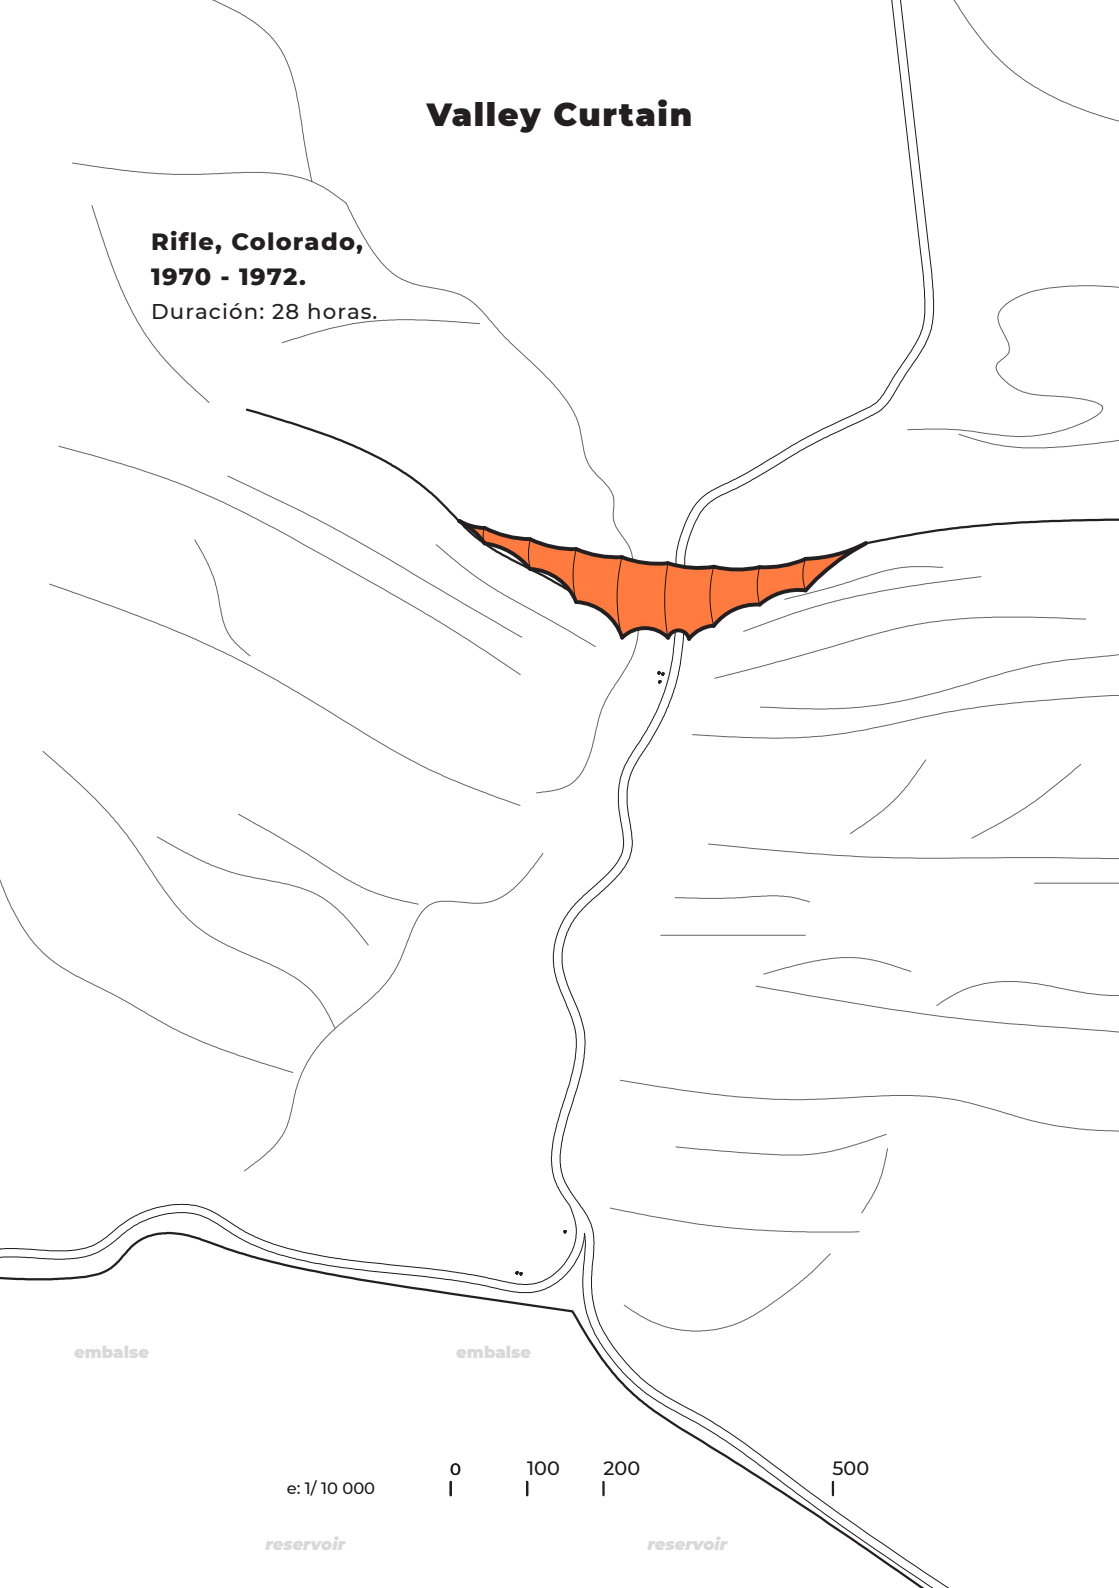 Valley Curtain
Rifle, Colorado,
1970 - 1972.
Duración: 28 horas.
embalse embalse
e: 1/ 10 000 0 100 200 500
reservoir reservoir